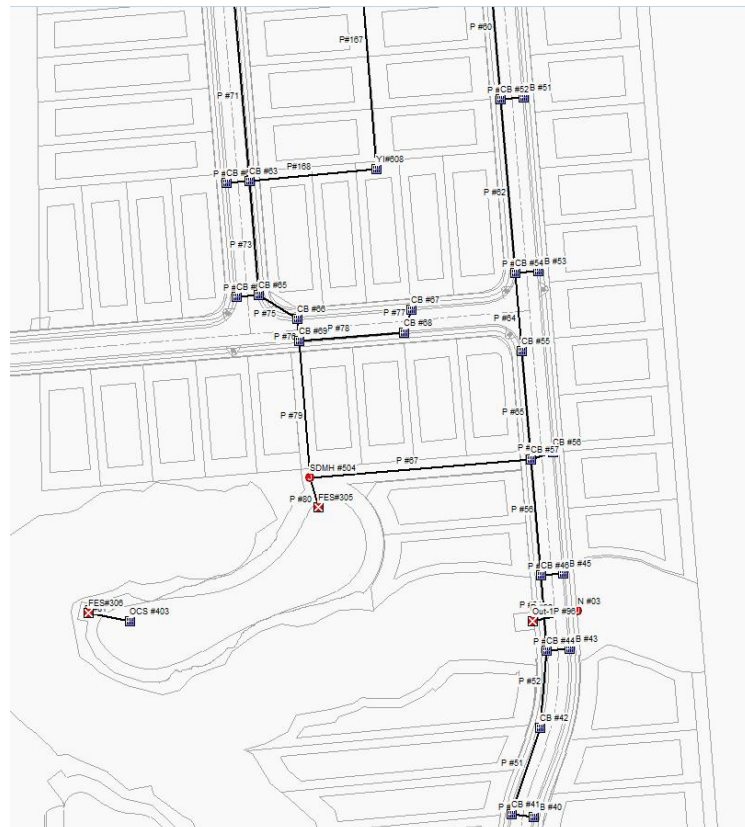 P #60
P#167
P #71
CB #52
B #51
P#168
YI#608
CB #63
P #62
P #73
CB #54
B #53
CB #65
P #75
CB #66
CB #67
P #77
P #64
P #76
CB #69
P #78
CB #68
CB #55
P #79
P #65
CB #56
CB #57
P #67
SDMH #504
P #80
FES#305
P #56
CB #46
B #45
FES#306
OCS #403
Out-1
P #96
N #03
CB #44
B #43
P #52
CB #42
P #51
CB #41
B #40